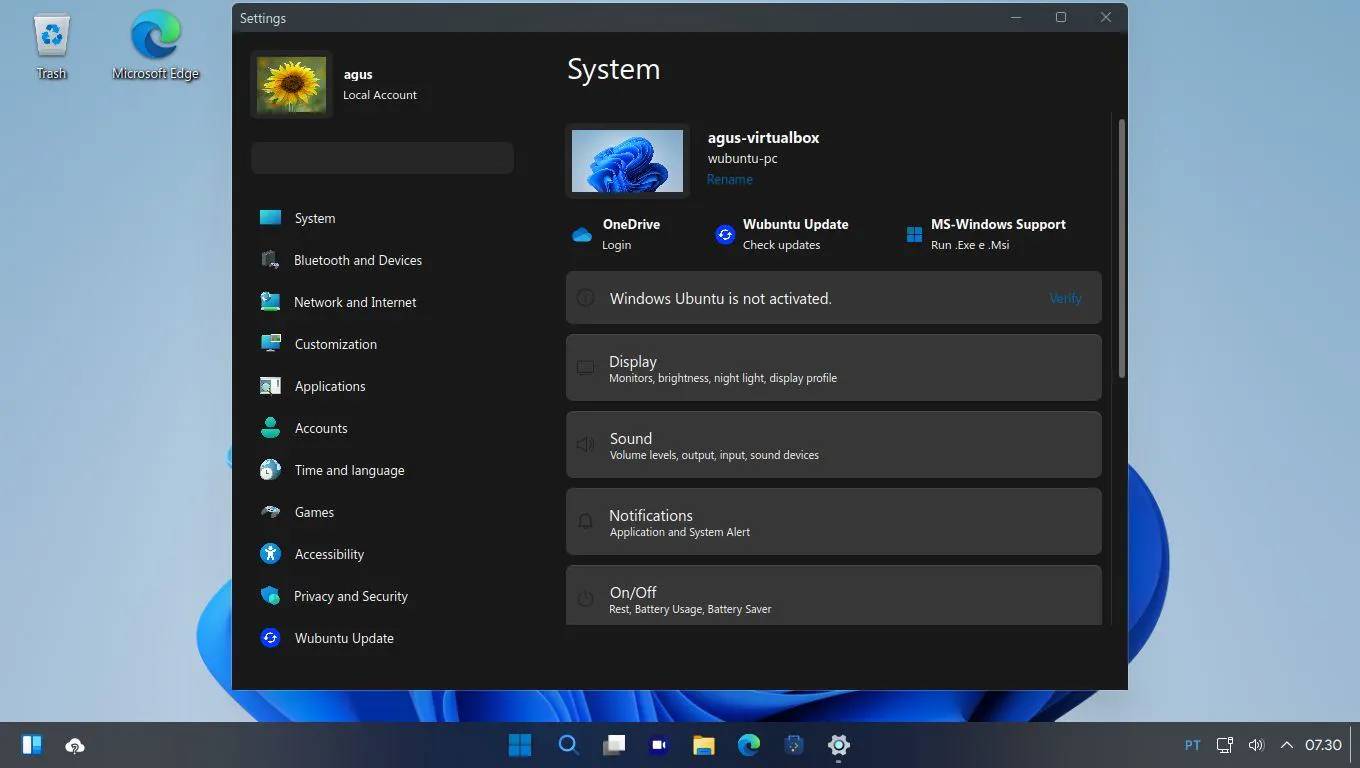 Trash
Microsoft Edge
Settings
agus
Local Account
System
Bluetooth and Devices
Network and Internet
Customization
Applications
Accounts
Time and language
Games
Accessibility
Privacy and Security
Wubuntu Update
System
agus-virtualbox
wubuntu-pc
Rename
OneDrive
Login
Wubuntu Update
Check updates
MS-Windows Support
Run .Exe e .Msi
Windows Ubuntu is not activated.
Verify
Display
Monitors, brightness, night light, display profile
Sound
Volume levels, output, input, sound devices
Notifications
Application and System Alert
On/Off
Rest, Battery Usage, Battery Saver
PT
07.30